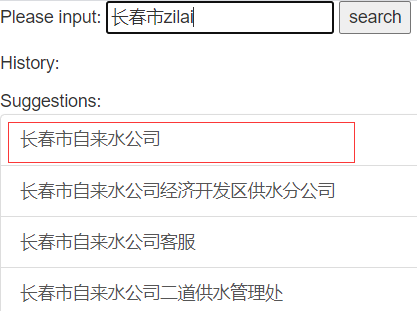 Please input: 长春市zilai search
History:
Suggestions:
长春市自来水公司
长春市自来水公司经济开发区供水分公司
长春市自来水公司客服
长春市自来水公司二道供水管理处